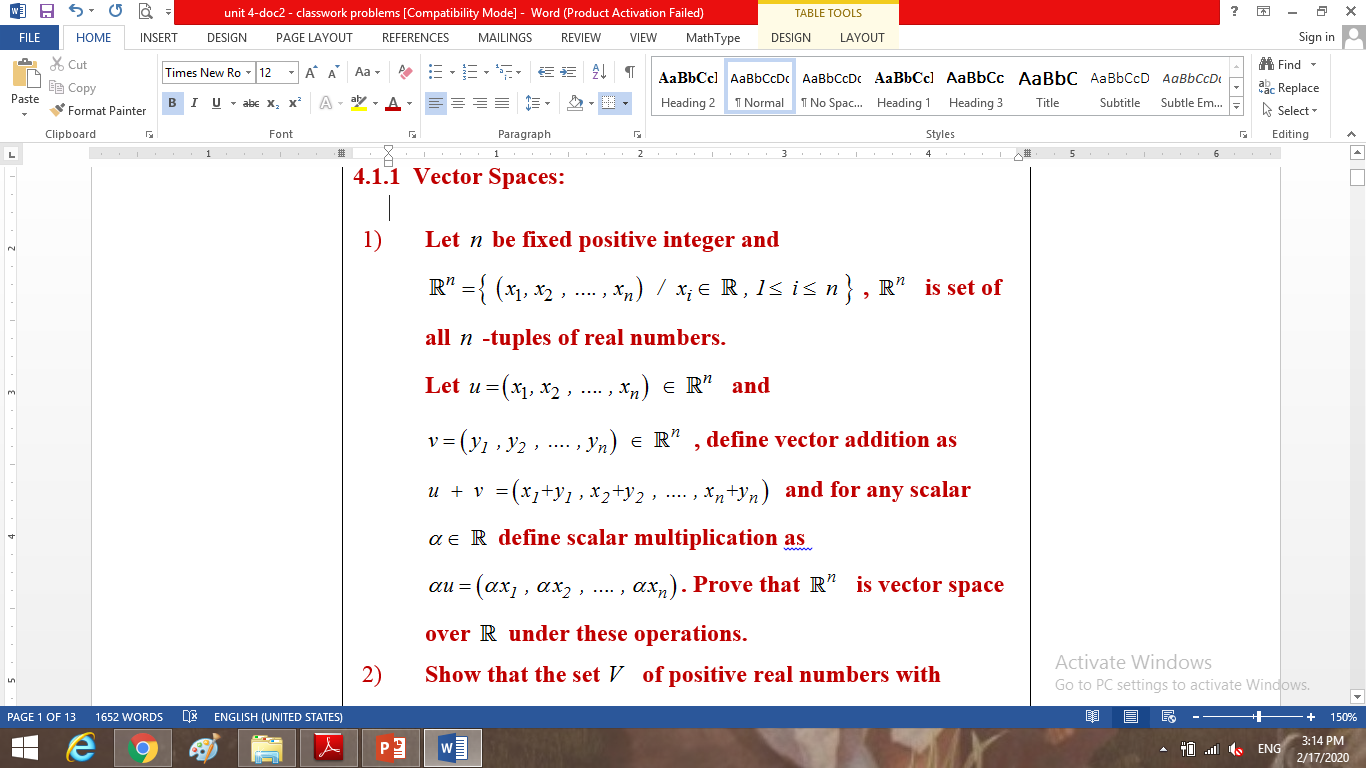 unit 4-doc2 - classwork problems [Compatibility Mode] - Word (Product Activation Failed)
TABLE TOOLS
FILE HOME INSERT DESIGN PAGE LAYOUT REFERENCES MAILINGS REVIEW VIEW MathType DESIGN LAYOUT Sign in
Cut
Copy
Format Painter
Paste
Times New Ro 12
AaBbCcI AaBbCcDc AaBbCcDc AaBbCcI AaBbCc AaBbC AaBbCcD AaBbCcDc
Heading 2 ¶ Normal ¶ No Spac... Heading 1 Heading 3 Title Subtitle Subtle Em...
Find
Replace
Select
Clipboard Font Paragraph Styles Editing
4.1.1 Vector Spaces:
1) Let n be fixed positive integer and
ℝⁿ = { (x₁, x₂ , .... , xₙ) / xᵢ ∈ ℝ , 1 ≤ i ≤ n } , ℝⁿ is set of
all n -tuples of real numbers.
Let u = (x₁, x₂ , .... , xₙ) ∈ ℝⁿ and
v = (y₁ , y₂ , .... , yₙ) ∈ ℝⁿ , define vector addition as
u + v = (x₁+y₁ , x₂+y₂ , .... , xₙ+yₙ) and for any scalar
α ∈ ℝ define scalar multiplication as
αu = (αx₁ , αx₂ , .... , αxₙ). Prove that ℝⁿ is vector space
over ℝ under these operations.
2) Show that the set V of positive real numbers with
Activate Windows
Go to PC settings to activate Windows.
PAGE 1 OF 13 1652 WORDS ENGLISH (UNITED STATES) 150%
ENG
3:14 PM
2/17/2020